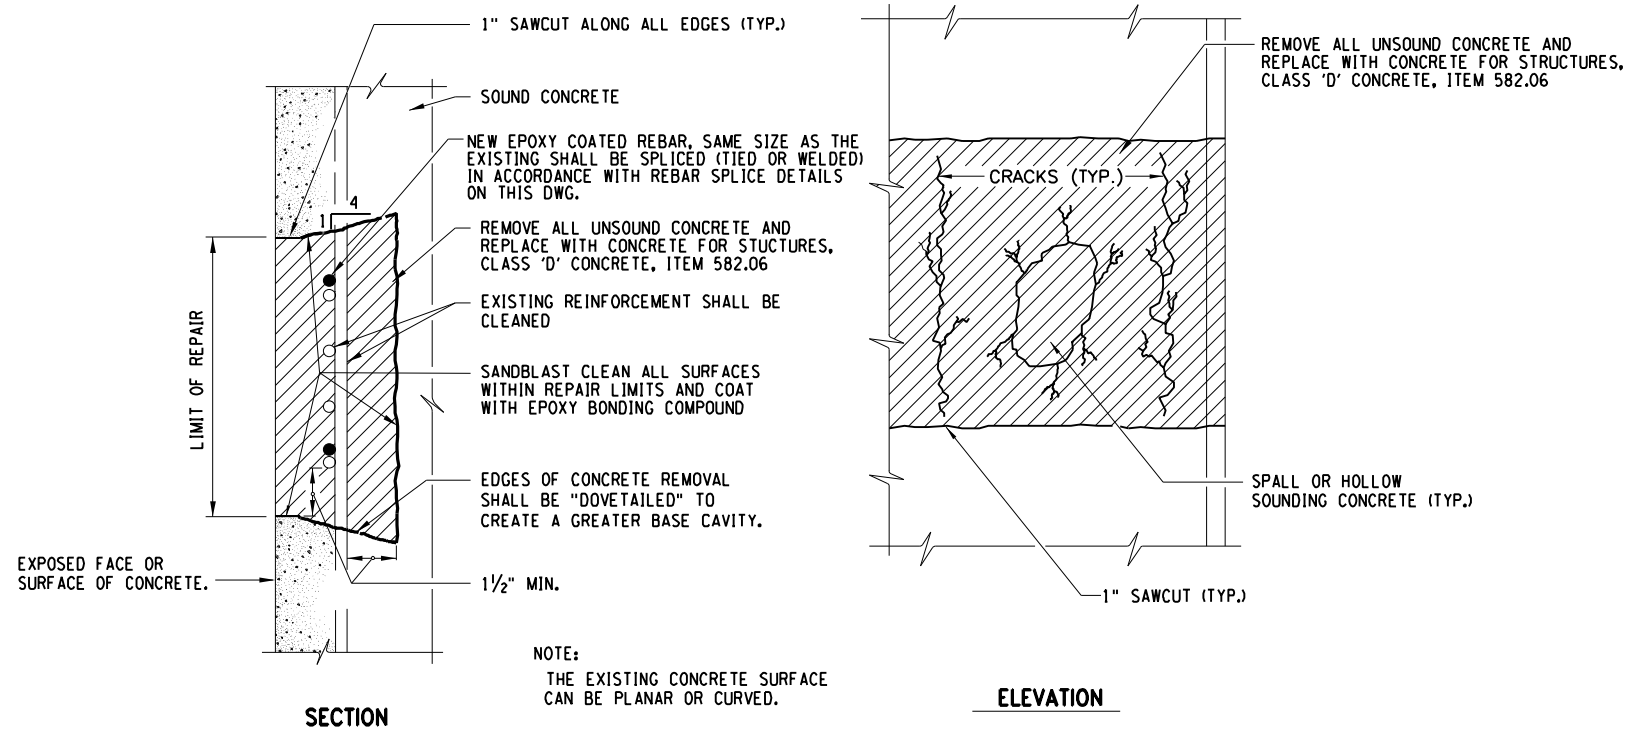 1" SAWCUT ALONG ALL EDGES (TYP.)
SOUND CONCRETE
NEW EPOXY COATED REBAR, SAME SIZE AS THE
EXISTING SHALL BE SPLICED (TIED OR WELDED)
IN ACCORDANCE WITH REBAR SPLICE DETAILS
ON THIS DWG.
4
1
REMOVE ALL UNSOUND CONCRETE AND
REPLACE WITH CONCRETE FOR STUCTURES,
CLASS 'D' CONCRETE, ITEM 582.06
EXISTING REINFORCEMENT SHALL BE
CLEANED
LIMIT OF REPAIR
SANDBLAST CLEAN ALL SURFACES
WITHIN REPAIR LIMITS AND COAT
WITH EPOXY BONDING COMPOUND
EDGES OF CONCRETE REMOVAL
SHALL BE "DOVETAILED" TO
CREATE A GREATER BASE CAVITY.
EXPOSED FACE OR
SURFACE OF CONCRETE.
1½" MIN.
NOTE:
THE EXISTING CONCRETE SURFACE
CAN BE PLANAR OR CURVED.
SECTION
REMOVE ALL UNSOUND CONCRETE AND
REPLACE WITH CONCRETE FOR STRUCTURES,
CLASS 'D' CONCRETE, ITEM 582.06
CRACKS (TYP.)
SPALL OR HOLLOW
SOUNDING CONCRETE (TYP.)
1" SAWCUT (TYP.)
ELEVATION